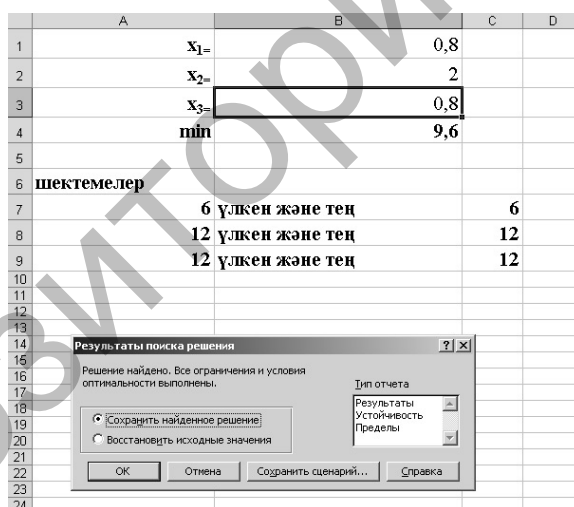 A B C D
1 x1= 0,8
2 x2= 2
3 x3= 0,8
4 min 9,6
5
6 шектемелер
7 6 үлкен және тең 6
8 12 үлкен және тең 12
9 12 үлкен және тең 12
10
11
12
13
14
15
16
17
18
19
20
21
22
23
24
Результаты поиска решения
Решение найдено. Все ограничения и условия
оптимальности выполнены.
Тип отчета
Результаты
Устойчивость
Пределы
Сохранить найденное решение
Восстановить исходные значения
ОК Отмена Сохранить сценарий... Справка